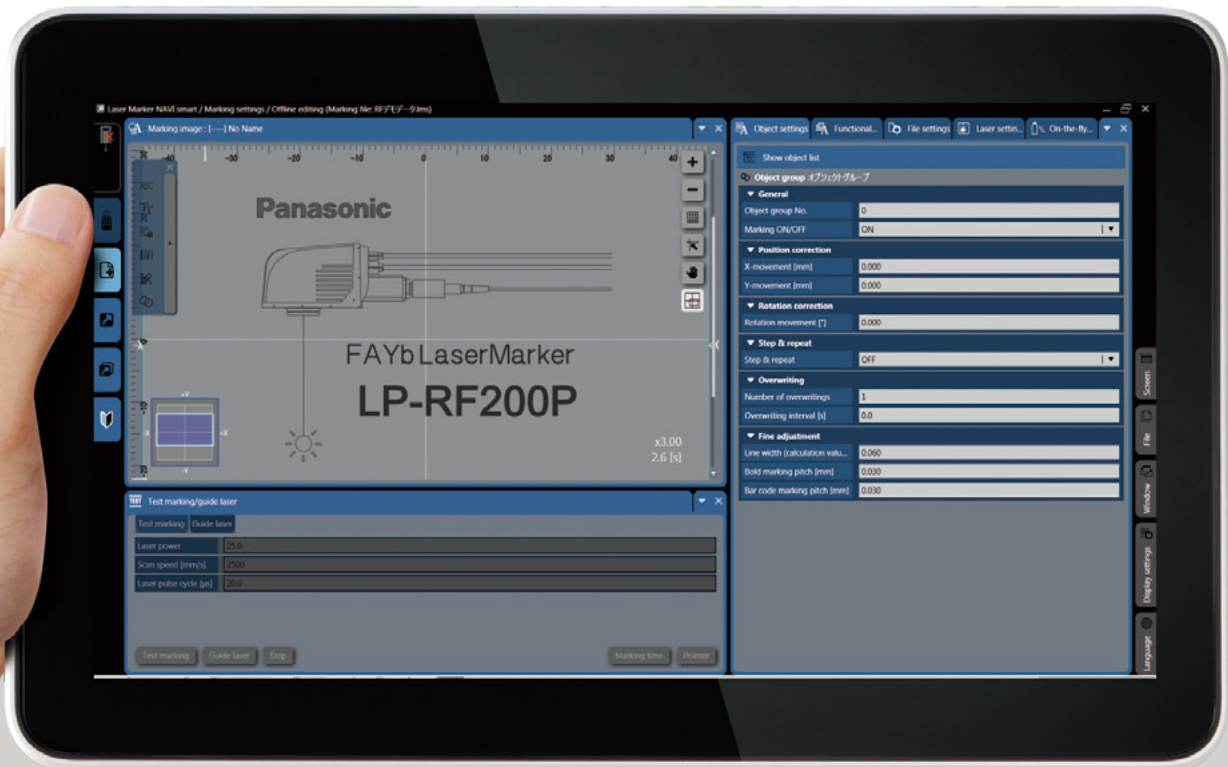 Laser Marker NAVI smart / Marking settings / Offline editing (Marking file: RFデモデータ.lms)
Marking image : [----] No Name
-40 -30 -20 -10 0 10 20 30 40
ABC
Panasonic
FAYb LaserMarker
LP-RF200P
+Y
-X +X
-Y
x3.00
2.6 [s]
-10
-20
TEST Test marking/guide laser
Test marking Guide laser
Laser power 25.0
Scan speed [mm/s] 2500
Laser pulse cycle [µs] 20.0
Test marking Guide laser Stop Marking time Pointer
Object settings Functional... File settings Laser settin... On-the-fly...
Show object list
Object group オブジェクトグループ
General
Object group No. 0
Marking ON/OFF ON
Position correction
X-movement [mm] 0.000
Y-movement [mm] 0.000
Rotation correction
Rotation movement [°] 0.000
Step & repeat
Step & repeat OFF
Overwriting
Number of overwritings 1
Overwriting interval [s] 0.0
Fine adjustment
Line width (calculation valu... 0.060
Bold marking pitch [mm] 0.030
Bar code marking pitch [mm] 0.030
Screen
File
Window
Display settings
Language